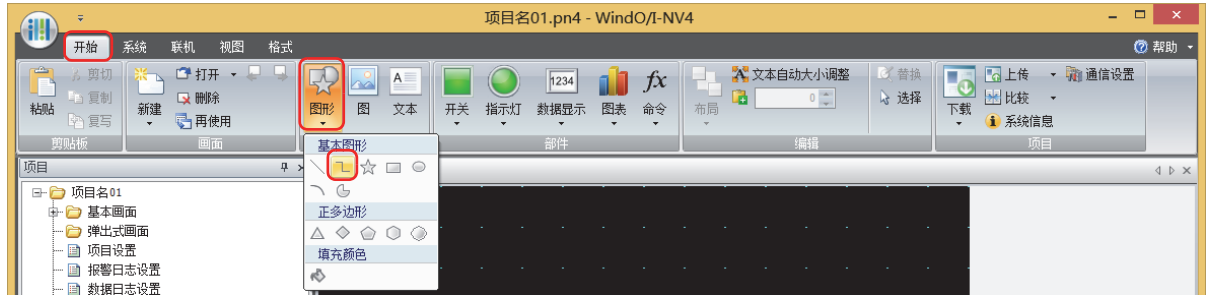 项目名01.pn4 - WindO/I-NV4
开始 系统 联机 视图 格式 帮助
剪切 打开 文本自动大小调整 替换 上传 通信设置
复制 删除 0 选择 比较
粘贴 复写 新建 再使用 图形 图 文本 开关 指示灯 1234 数据显示 图表 fx 命令 布局 下载 系统信息
剪贴板 画面 部件 编辑 项目
基本图形
正多边形
填充颜色
项目
项目名01
基本画面
弹出式画面
项目设置
报警日志设置
数据日志设置